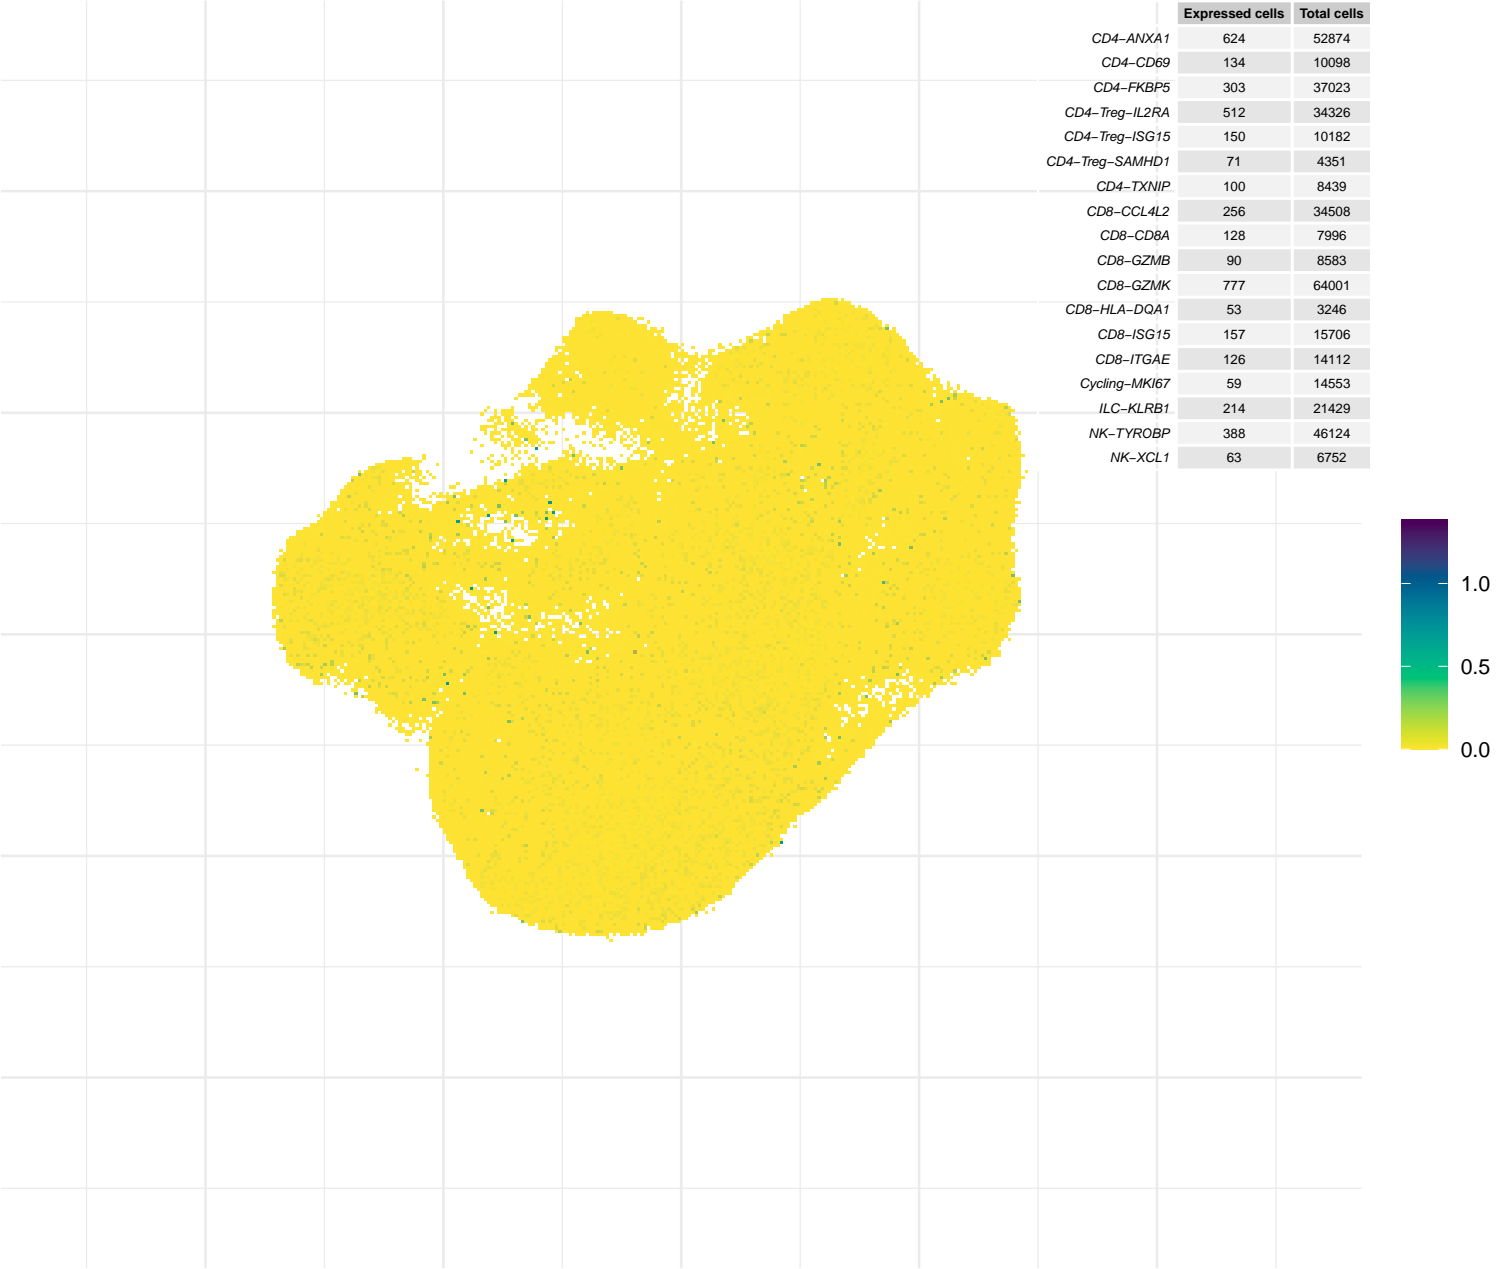 Expressed cells Total cells
CD4−ANXA1 624 52874
CD4−CD69 134 10098
CD4−FKBP5 303 37023
CD4−Treg−IL2RA 512 34326
CD4−Treg−ISG15 150 10182
CD4−Treg−SAMHD1 71 4351
CD4−TXNIP 100 8439
CD8−CCL4L2 256 34508
CD8−CD8A 128 7996
CD8−GZMB 90 8583
CD8−GZMK 777 64001
CD8−HLA−DQA1 53 3246
CD8−ISG15 157 15706
CD8−ITGAE 126 14112
Cycling−MKI67 59 14553
ILC−KLRB1 214 21429
NK−TYROBP 388 46124
NK−XCL1 63 6752
1.0
0.5
0.0